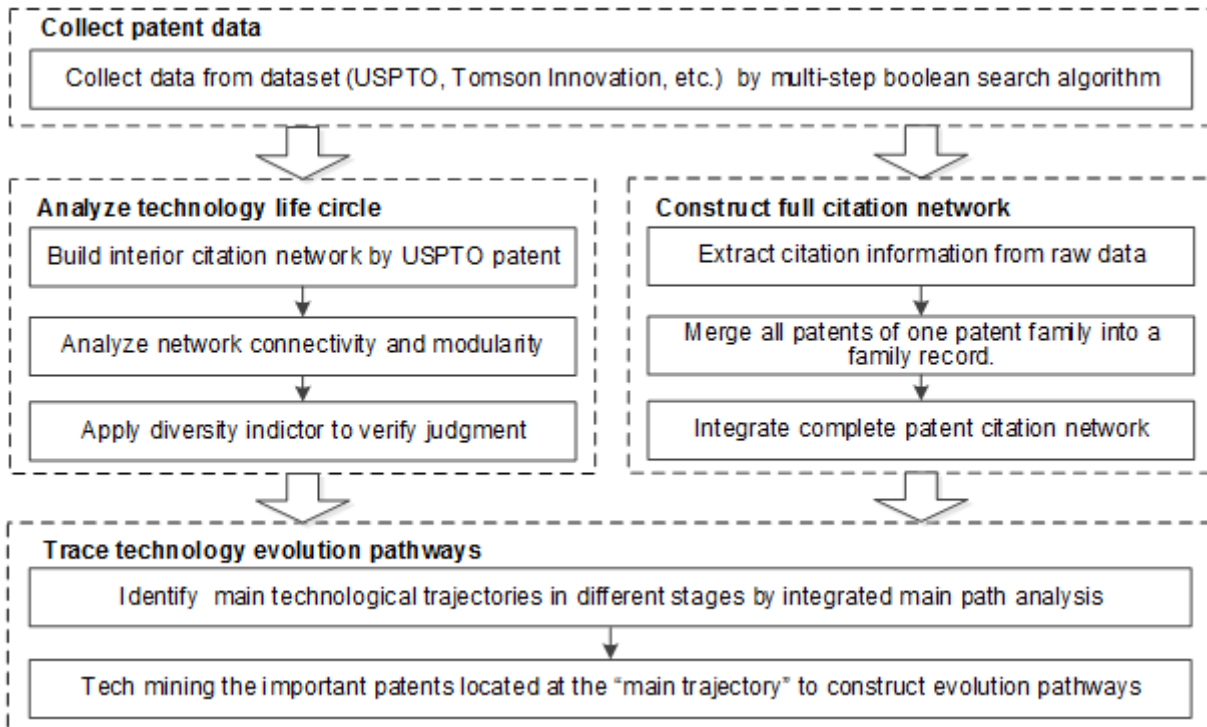 Collect patent data
Collect data from dataset (USPTO, Tomson Innovation, etc.) by multi-step boolean search algorithm
Analyze technology life circle
Build interior citation network by USPTO patent
Analyze network connectivity and modularity
Apply diversity indictor to verify judgment
Construct full citation network
Extract citation information from raw data
Merge all patents of one patent family into a
family record.
Integrate complete patent citation network
Trace technology evolution pathways
Identify main technological trajectories in different stages by integrated main path analysis
Tech mining the important patents located at the “main trajectory” to construct evolution pathways